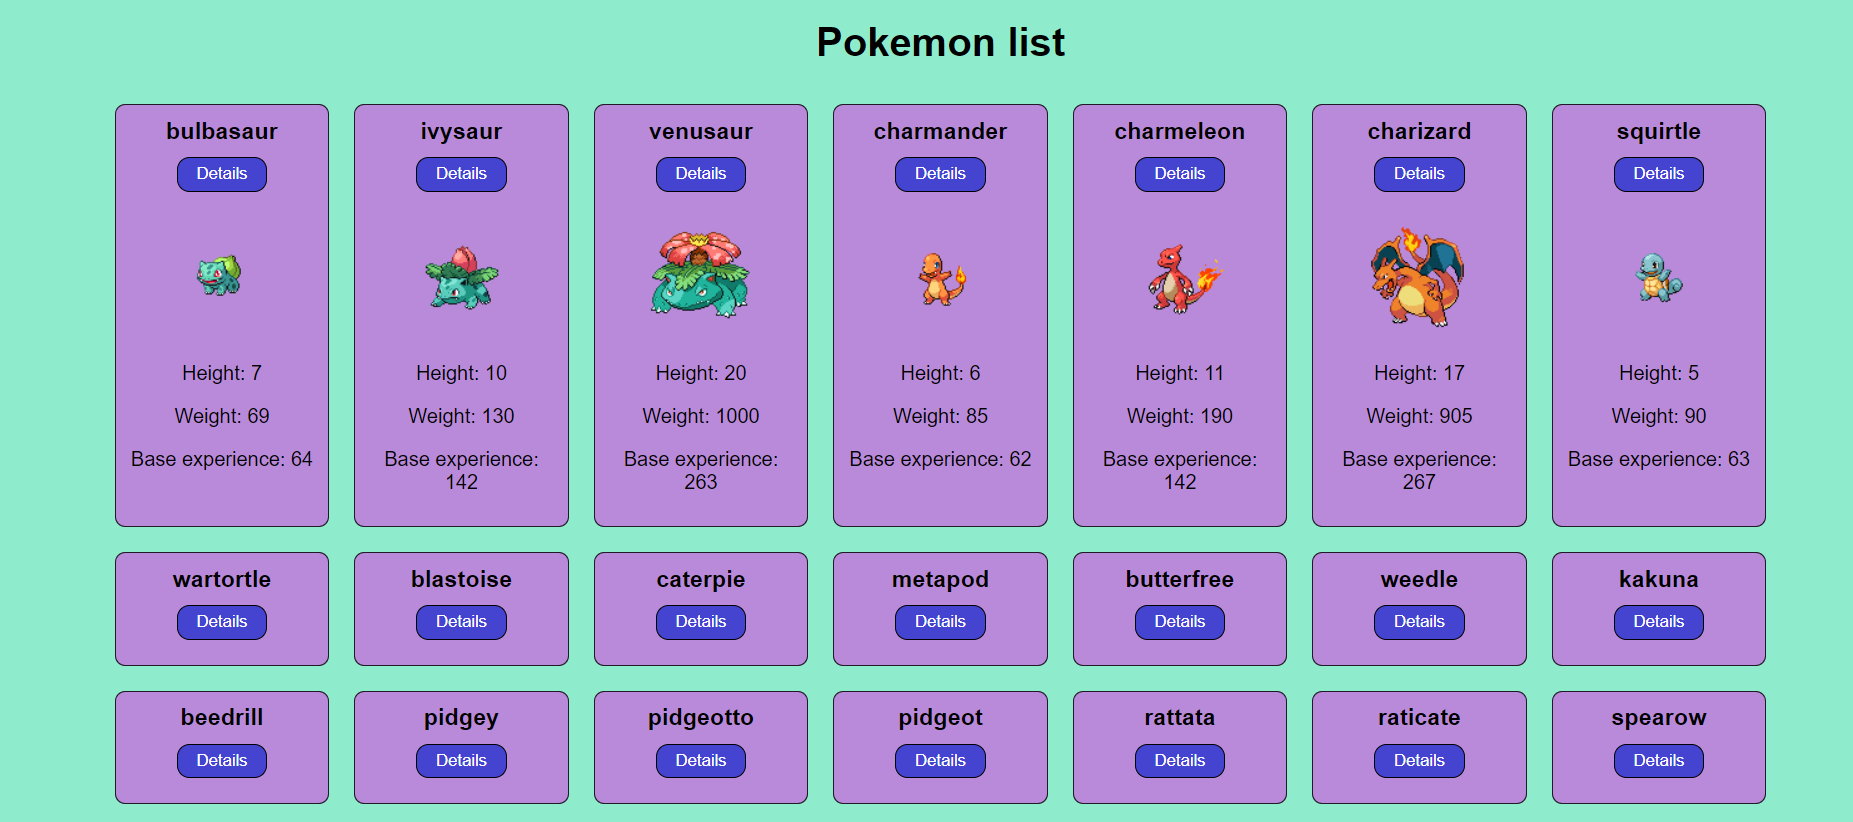 Pokemon list
bulbasaur
Details
Height: 7
Weight: 69
Base experience: 64
ivysaur
Details
Height: 10
Weight: 130
Base experience:
142
venusaur
Details
Height: 20
Weight: 1000
Base experience:
263
charmander
Details
Height: 6
Weight: 85
Base experience: 62
charmeleon
Details
Height: 11
Weight: 190
Base experience:
142
charizard
Details
Height: 17
Weight: 905
Base experience:
267
squirtle
Details
Height: 5
Weight: 90
Base experience: 63
wartortle
Details
blastoise
Details
caterpie
Details
metapod
Details
butterfree
Details
weedle
Details
kakuna
Details
beedrill
Details
pidgey
Details
pidgeotto
Details
pidgeot
Details
rattata
Details
raticate
Details
spearow
Details